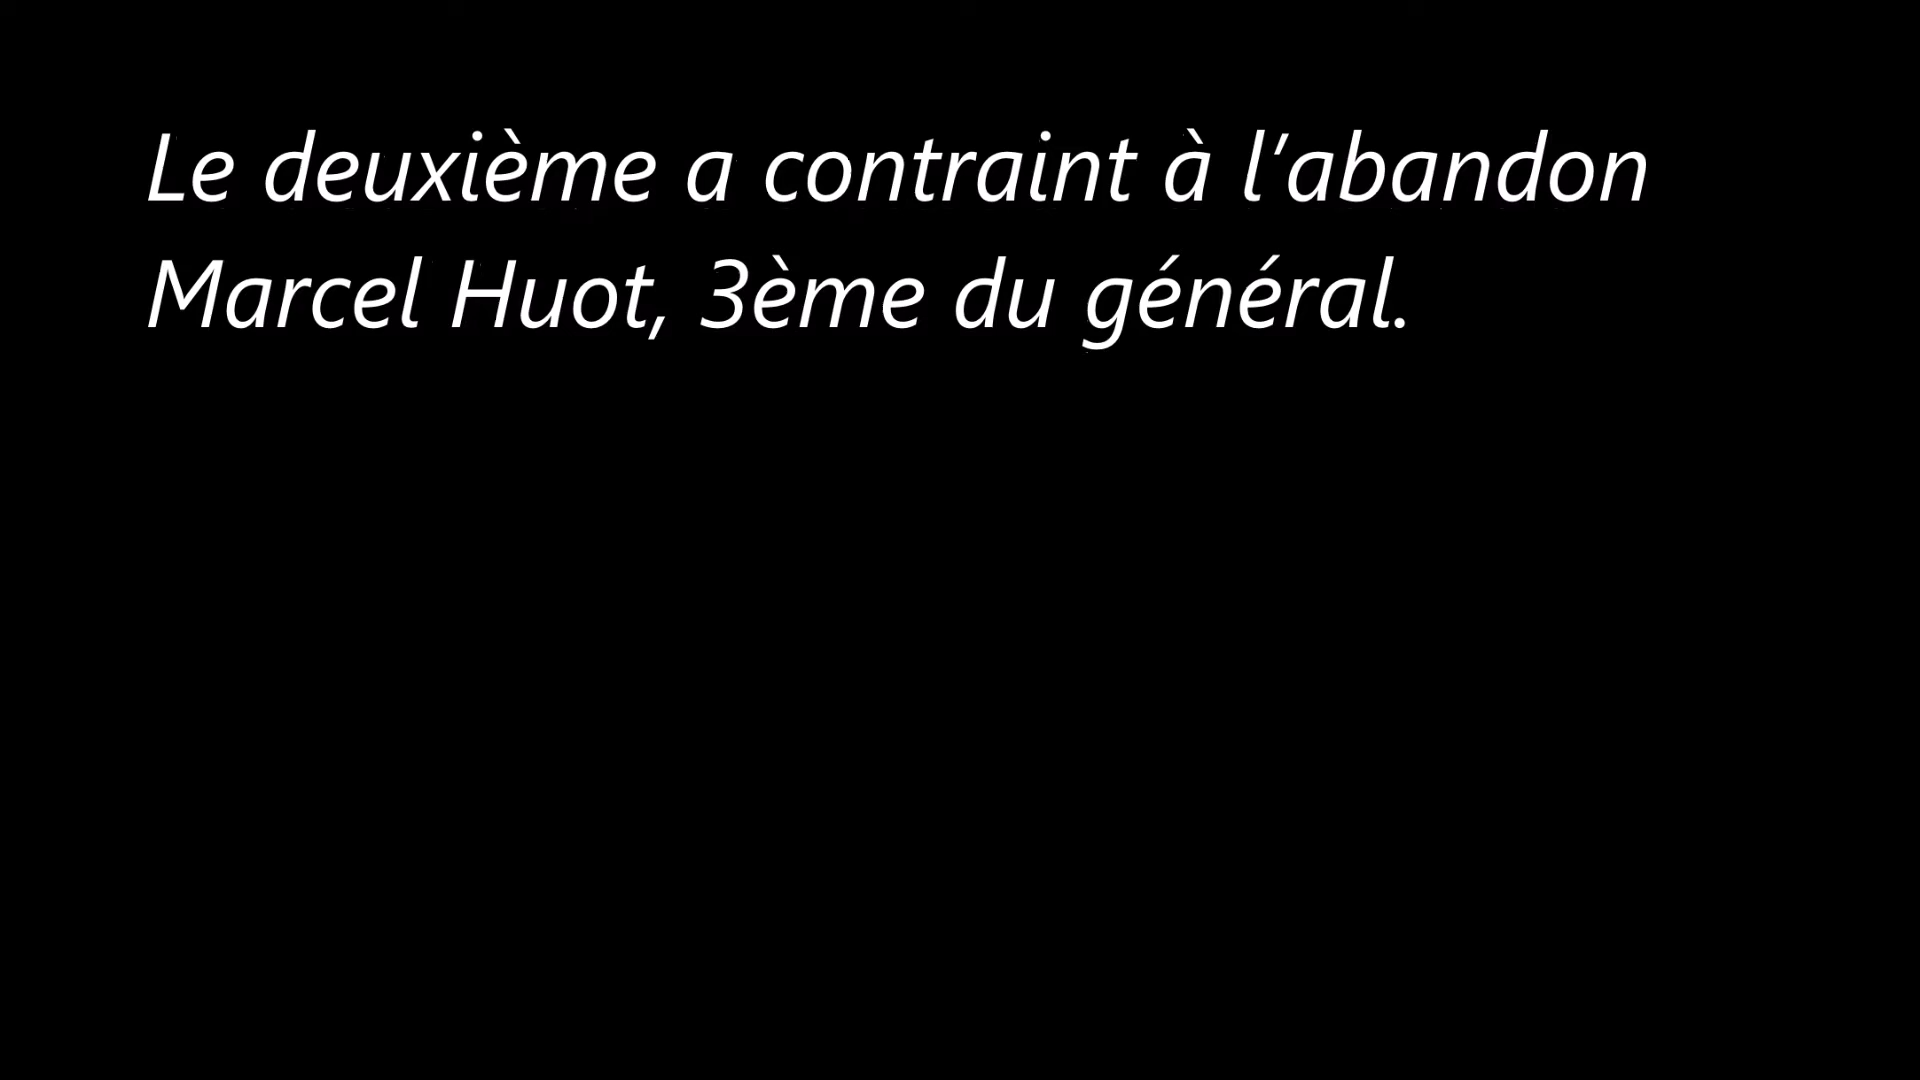 Le deuxième a contraint à l’abandon
Marcel Huot, 3ème du général.